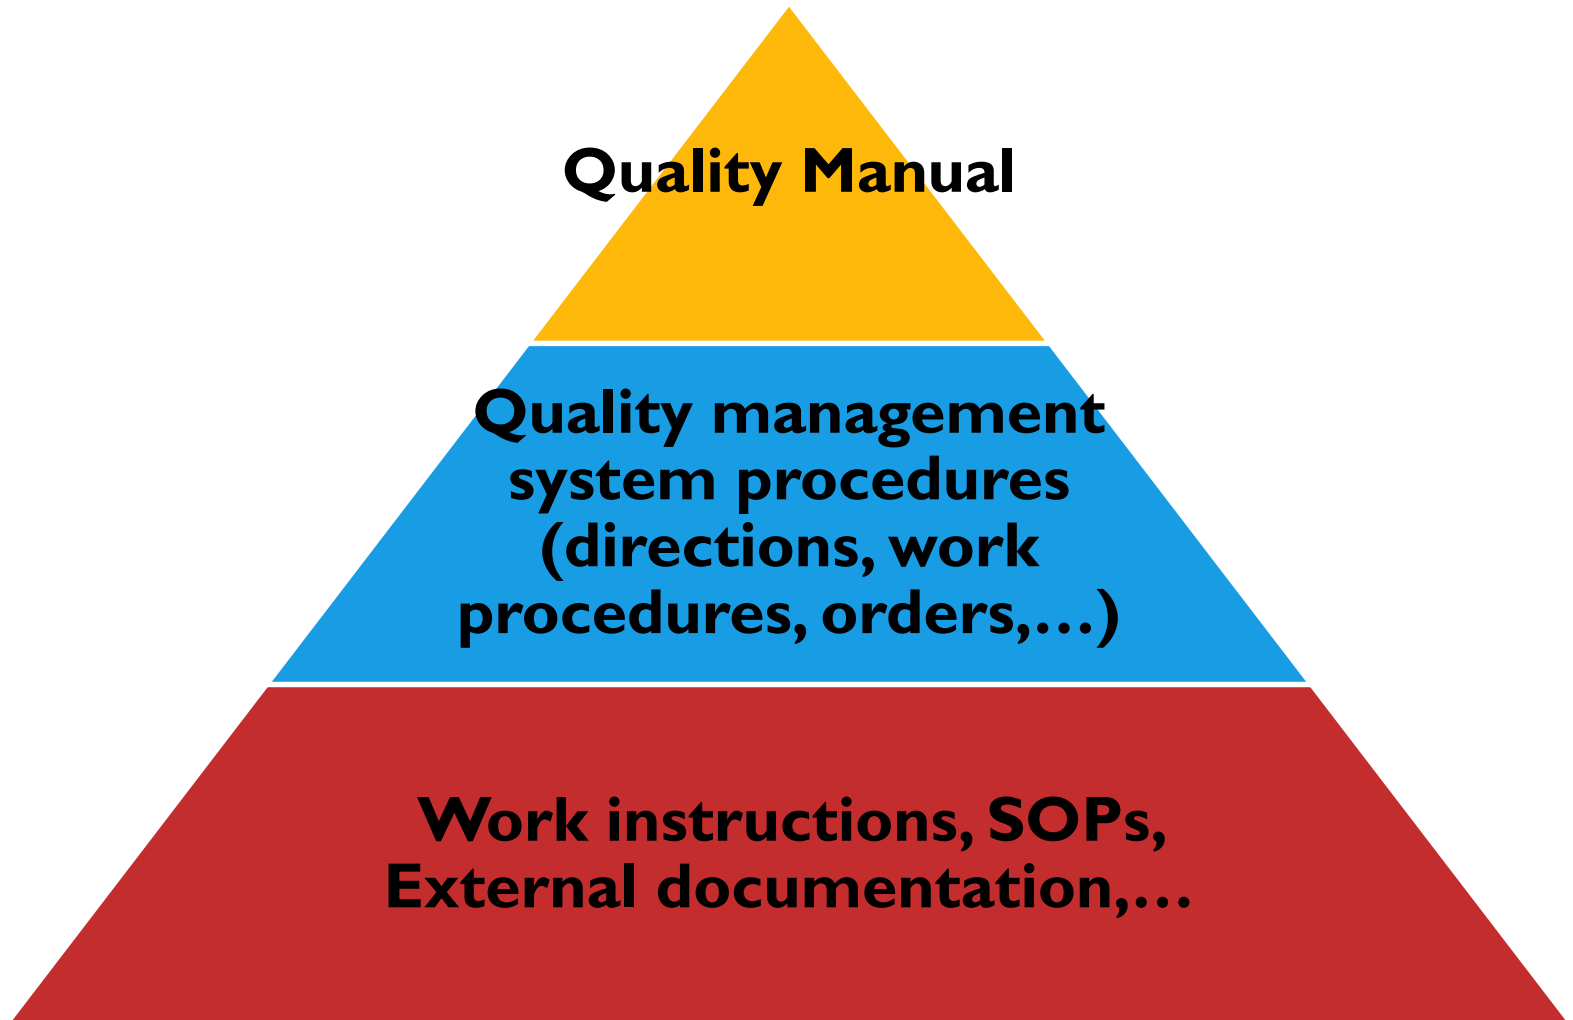 Quality Manual
Quality management
system procedures
(directions, work
procedures, orders,…)
Work instructions, SOPs,
External documentation,…